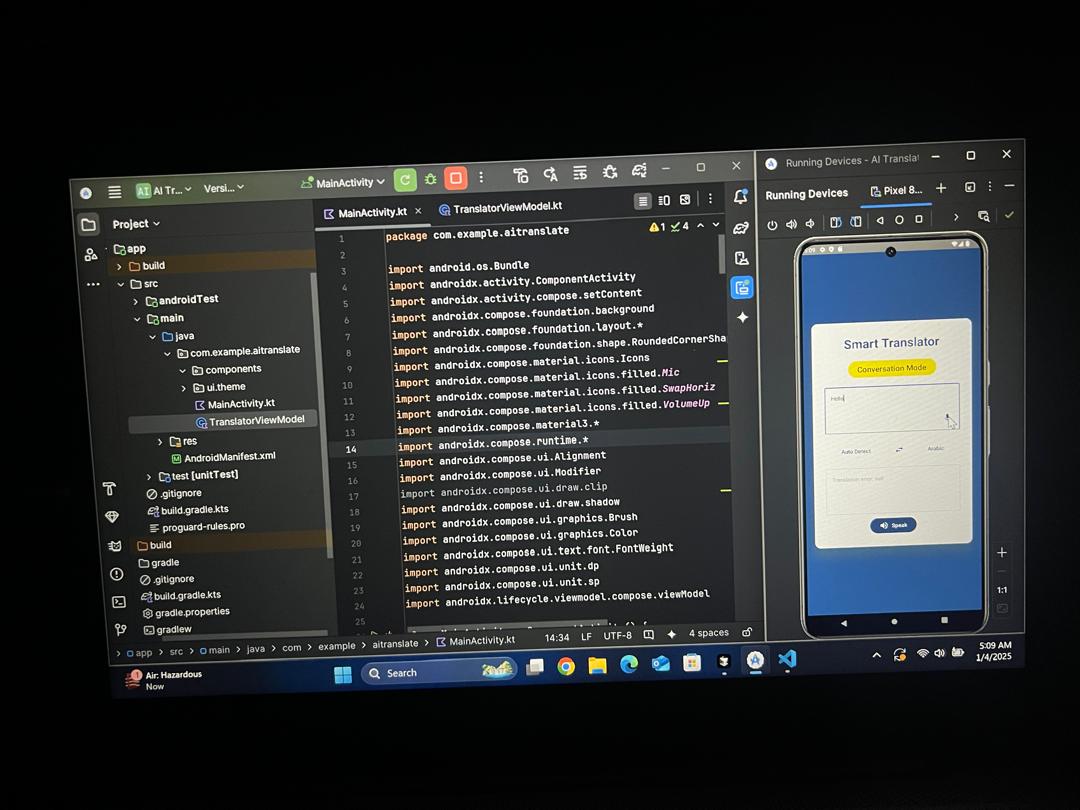 AI
AI Tr...
Versi...
MainActivity
Running Devices - AI Translat
Project
MainActivity.kt
TranslatorViewModel.kt
Running Devices
Pixel 8...
app
build
src
androidTest
main
java
com.example.aitranslate
components
ui.theme
MainActivity.kt
TranslatorViewModel
res
AndroidManifest.xml
test [unitTest]
.gitignore
build.gradle.kts
proguard-rules.pro
build
gradle
.gitignore
build.gradle.kts
gradle.properties
gradlew
1 4
1 package com.example.aitranslate
2
3 import android.os.Bundle
4 import androidx.activity.ComponentActivity
5 import androidx.activity.compose.setContent
6 import androidx.compose.foundation.background
7 import androidx.compose.foundation.layout.*
8 import androidx.compose.foundation.shape.RoundedCornerSha
9 import androidx.compose.material.icons.Icons
10 import androidx.compose.material.icons.filled.Mic
11 import androidx.compose.material.icons.filled.SwapHoriz
12 import androidx.compose.material.icons.filled.VolumeUp
13 import androidx.compose.material3.*
14 import androidx.compose.runtime.*
15 import androidx.compose.ui.Alignment
16 import androidx.compose.ui.Modifier
17 import androidx.compose.ui.draw.clip
18 import androidx.compose.ui.draw.shadow
19 import androidx.compose.ui.graphics.Brush
20 import androidx.compose.ui.graphics.Color
21 import androidx.compose.ui.text.font.FontWeight
22 import androidx.compose.ui.unit.dp
23 import androidx.compose.ui.unit.sp
24 import androidx.lifecycle.viewmodel.compose.viewModel
25
Smart Translator
Conversation Mode
Hello
Auto Detect
Arabic
Translation error: null
Speak
1:1
app > src > main > java > com > example > aitranslate > MainActivity.kt
14:34 LF UTF-8 4 spaces
1
Air: Hazardous
Now
Search
5:09 AM
1/4/2025